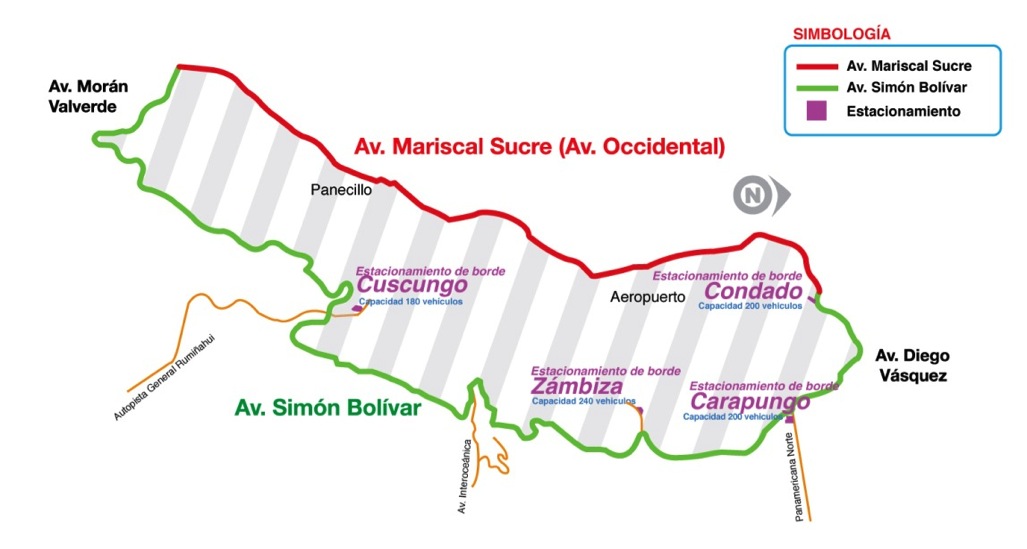 SIMBOLOGÍA
Av. Mariscal Sucre
Av. Simón Bolívar
Estacionamiento
Av. Morán
Valverde
Av. Mariscal Sucre (Av. Occidental)
Panecillo
N
Estacionamiento de borde
Cuscungo
Capacidad 180 vehículos
Estacionamiento de borde
Condado
Capacidad 200 vehículos
Aeropuerto
Autopista General Rumiñahui
Av. Diego
Vásquez
Estacionamiento de borde
Zámbiza
Capacidad 240 vehículos
Estacionamiento de borde
Carapungo
Capacidad 200 vehículos
Av. Simón Bolívar
Av. Interoceánica
Panamericana Norte